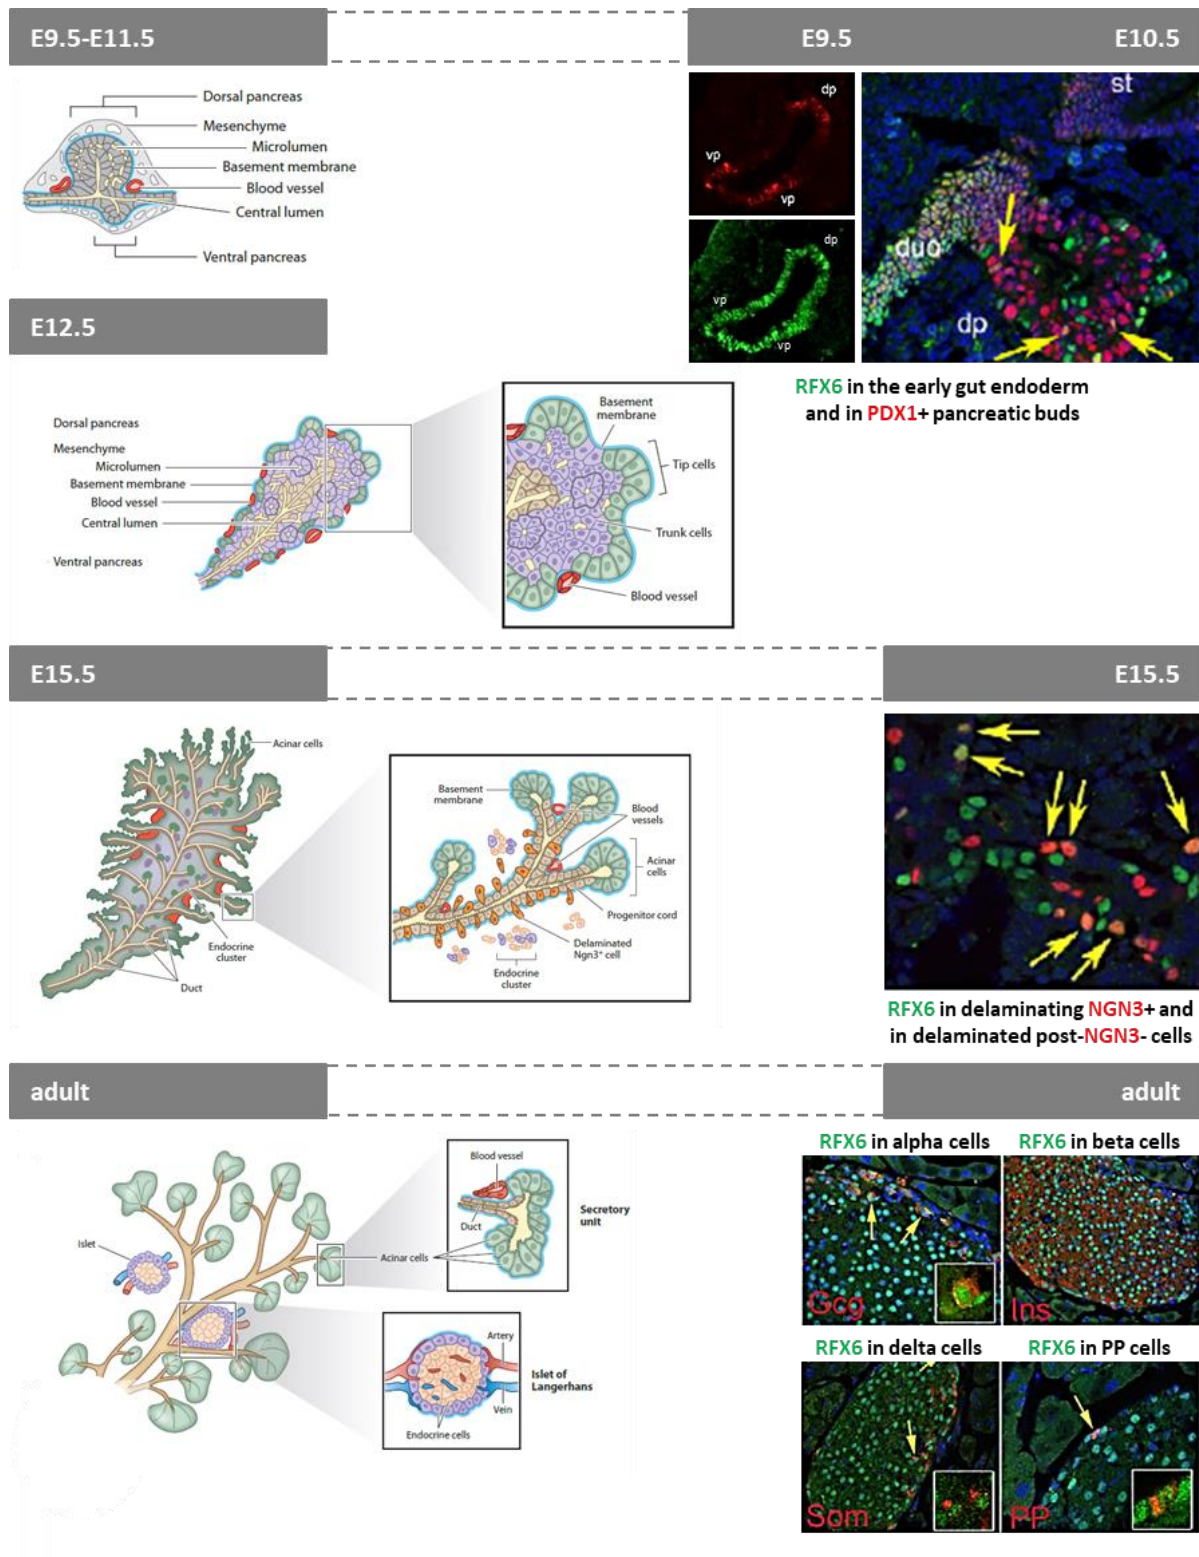 E9.5-E11.5
E9.5
E10.5
Dorsal pancreas
Mesenchyme
Microlumen
Basement membrane
Blood vessel
Central lumen
Ventral pancreas
dp
vp
vp
dp
vp
vp
st
duo
dp
RFX6 in the early gut endoderm
and in PDX1+ pancreatic buds
E12.5
Dorsal pancreas
Mesenchyme
Microlumen
Basement membrane
Blood vessel
Central lumen
Ventral pancreas
Basement
membrane
Tip cells
Trunk cells
Blood vessel
E15.5
E15.5
Acinar cells
Endocrine
cluster
Duct
Basement
membrane
Blood
vessels
Acinar
cells
Progenitor cord
Delaminated
Ngn3+ cell
Endocrine
cluster
RFX6 in delaminating NGN3+ and
in delaminated post-NGN3- cells
adult
adult
Islet
Blood vessel
Duct
Acinar cells
Secretory
unit
Artery
Vein
Endocrine cells
Islet of
Langerhans
RFX6 in alpha cells
RFX6 in beta cells
Gcg
Ins
RFX6 in delta cells
RFX6 in PP cells
Som
PP